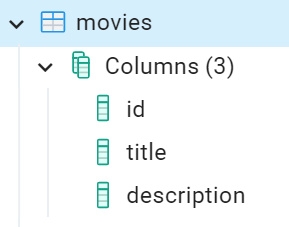 movies
Columns (3)
id
title
description